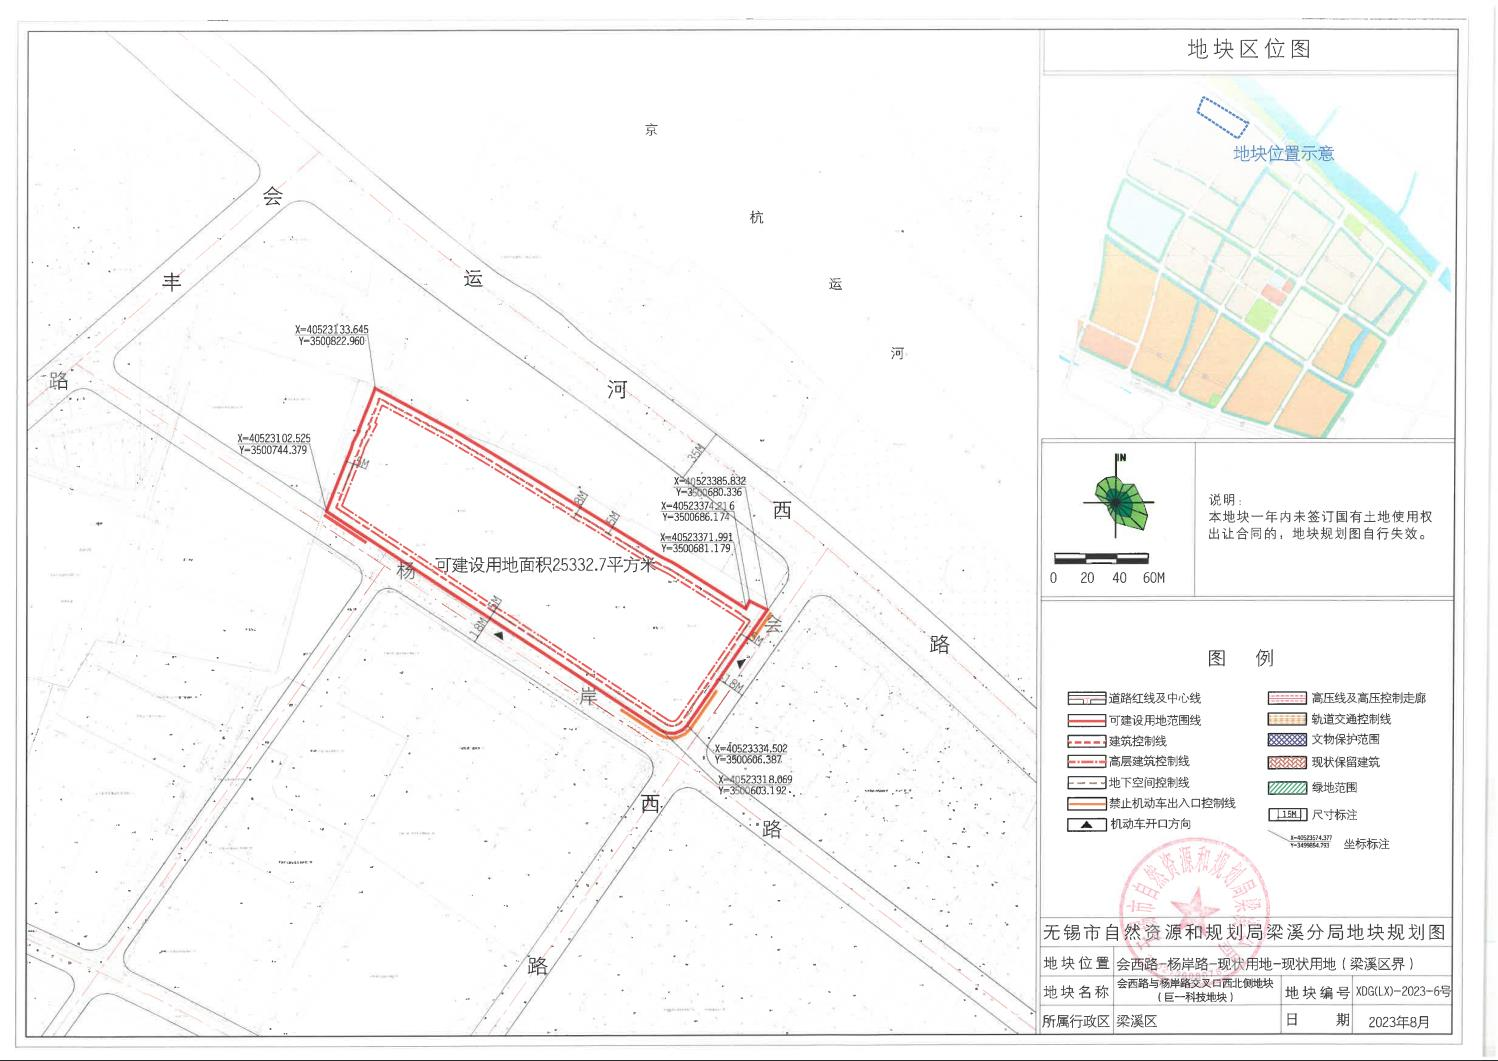 地块区位图
京
杭
运
河
会
丰
路
运
河
西
路
X=40523133.645
Y=3500822.960
X=40523102.525
Y=3500744.379
35M
X=40523385.832
Y=3500680.336
X=40523374.216
Y=3500686.174
X=40523371.991
Y=3500681.179
8M
5M
可建设用地面积25332.7平方米
杨
岸
路
5M
18M
会
西
路
18M
X=40523334.502
Y=3500606.387
X=40523318.069
Y=3500603.192
地块位置示意
N
0 20 40 60M
说明：
本地块一年内未签订国有土地使用权
出让合同的，地块规划图自行失效。
图 例
道路红线及中心线
可建设用地范围线
建筑控制线
高层建筑控制线
地下空间控制线
禁止机动车出入口控制线
机动车开口方向
高压线及高压控制走廊
轨道交通控制线
文物保护范围
现状保留建筑
绿地范围
15M 尺寸标注
坐标标注
无锡市自然资源和规划局梁溪分局地块规划图
地块位置 会西路-杨岸路-现状用地-现状用地（梁溪区界）
地块名称 会西路与杨岸路交叉口西北侧地块
（巨一科技地块）
地块编号 XDG(LX)-2023-6号
所属行政区 梁溪区
日 期 2023年8月